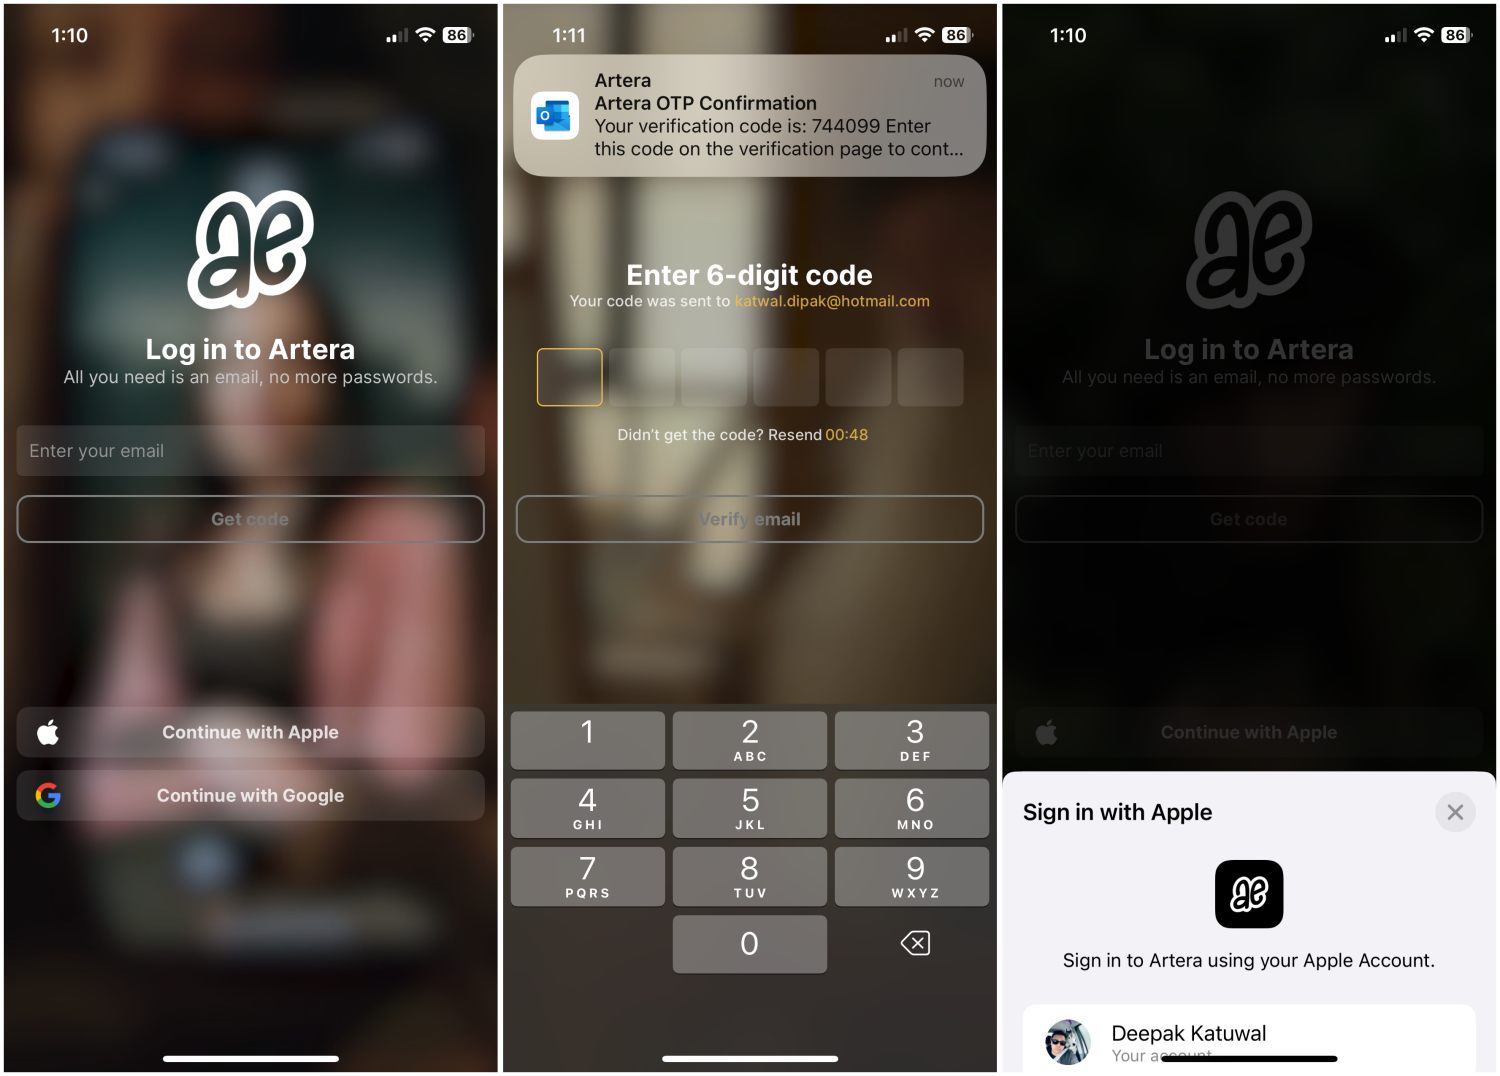 1:10
86
ae
Log in to Artera
All you need is an email, no more passwords.
Enter your email
Get code
Continue with Apple
Continue with Google
1:11
86
Artera
now
Artera OTP Confirmation
Your verification code is: 744099 Enter
this code on the verification page to cont...
Enter 6-digit code
Your code was sent to katwal.dipak@hotmail.com
Didn't get the code? Resend 00:48
Verify email
1
2
ABC
3
DEF
4
GHI
5
JKL
6
MNO
7
PQRS
8
TUV
9
WXYZ
0
1:10
86
ae
Log in to Artera
All you need is an email, no more passwords.
Enter your email
Get code
Continue with Apple
Sign in with Apple
ae
Sign in to Artera using your Apple Account.
Deepak Katuwal
Your account